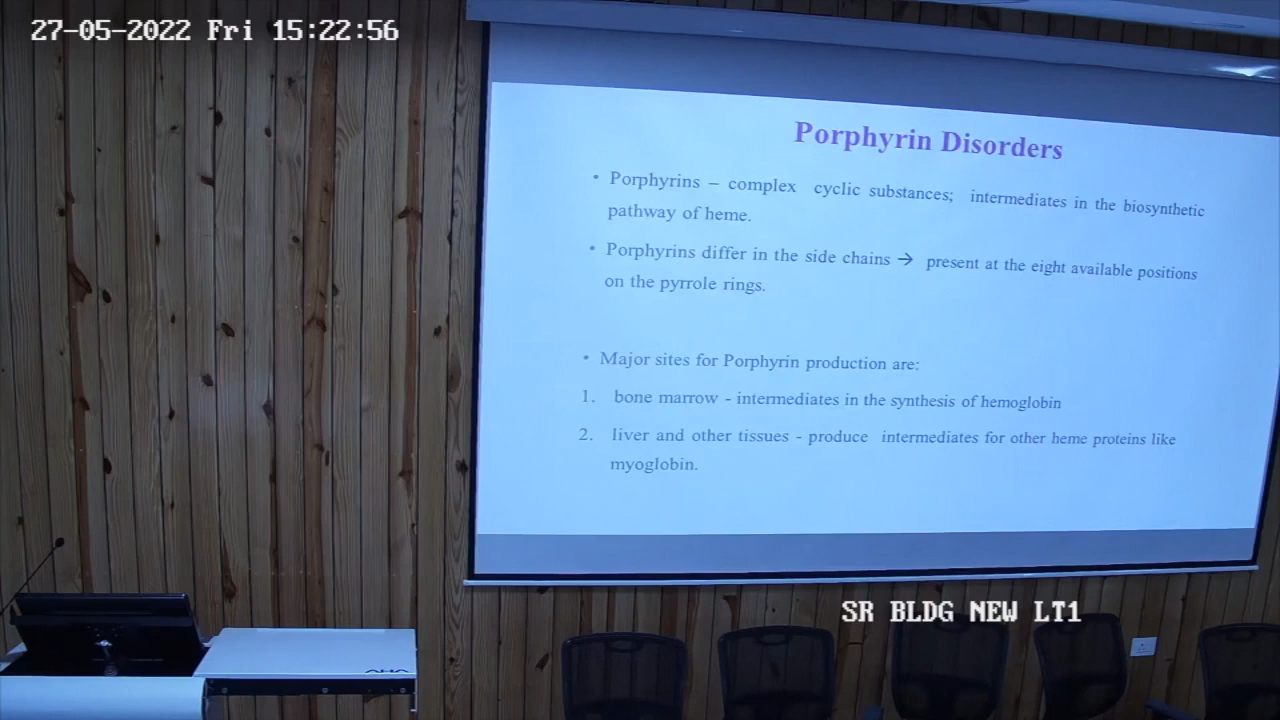 27-05-2022 Fri 15:22:56
Porphyrin Disorders
• Porphyrins – complex cyclic substances; intermediates in the biosynthetic
pathway of heme.
• Porphyrins differ in the side chains → present at the eight available positions
on the pyrrole rings.
• Major sites for Porphyrin production are:
1. bone marrow - intermediates in the synthesis of hemoglobin
2. liver and other tissues - produce intermediates for other heme proteins like
myoglobin.
SR BLDG NEW LT1
AHA